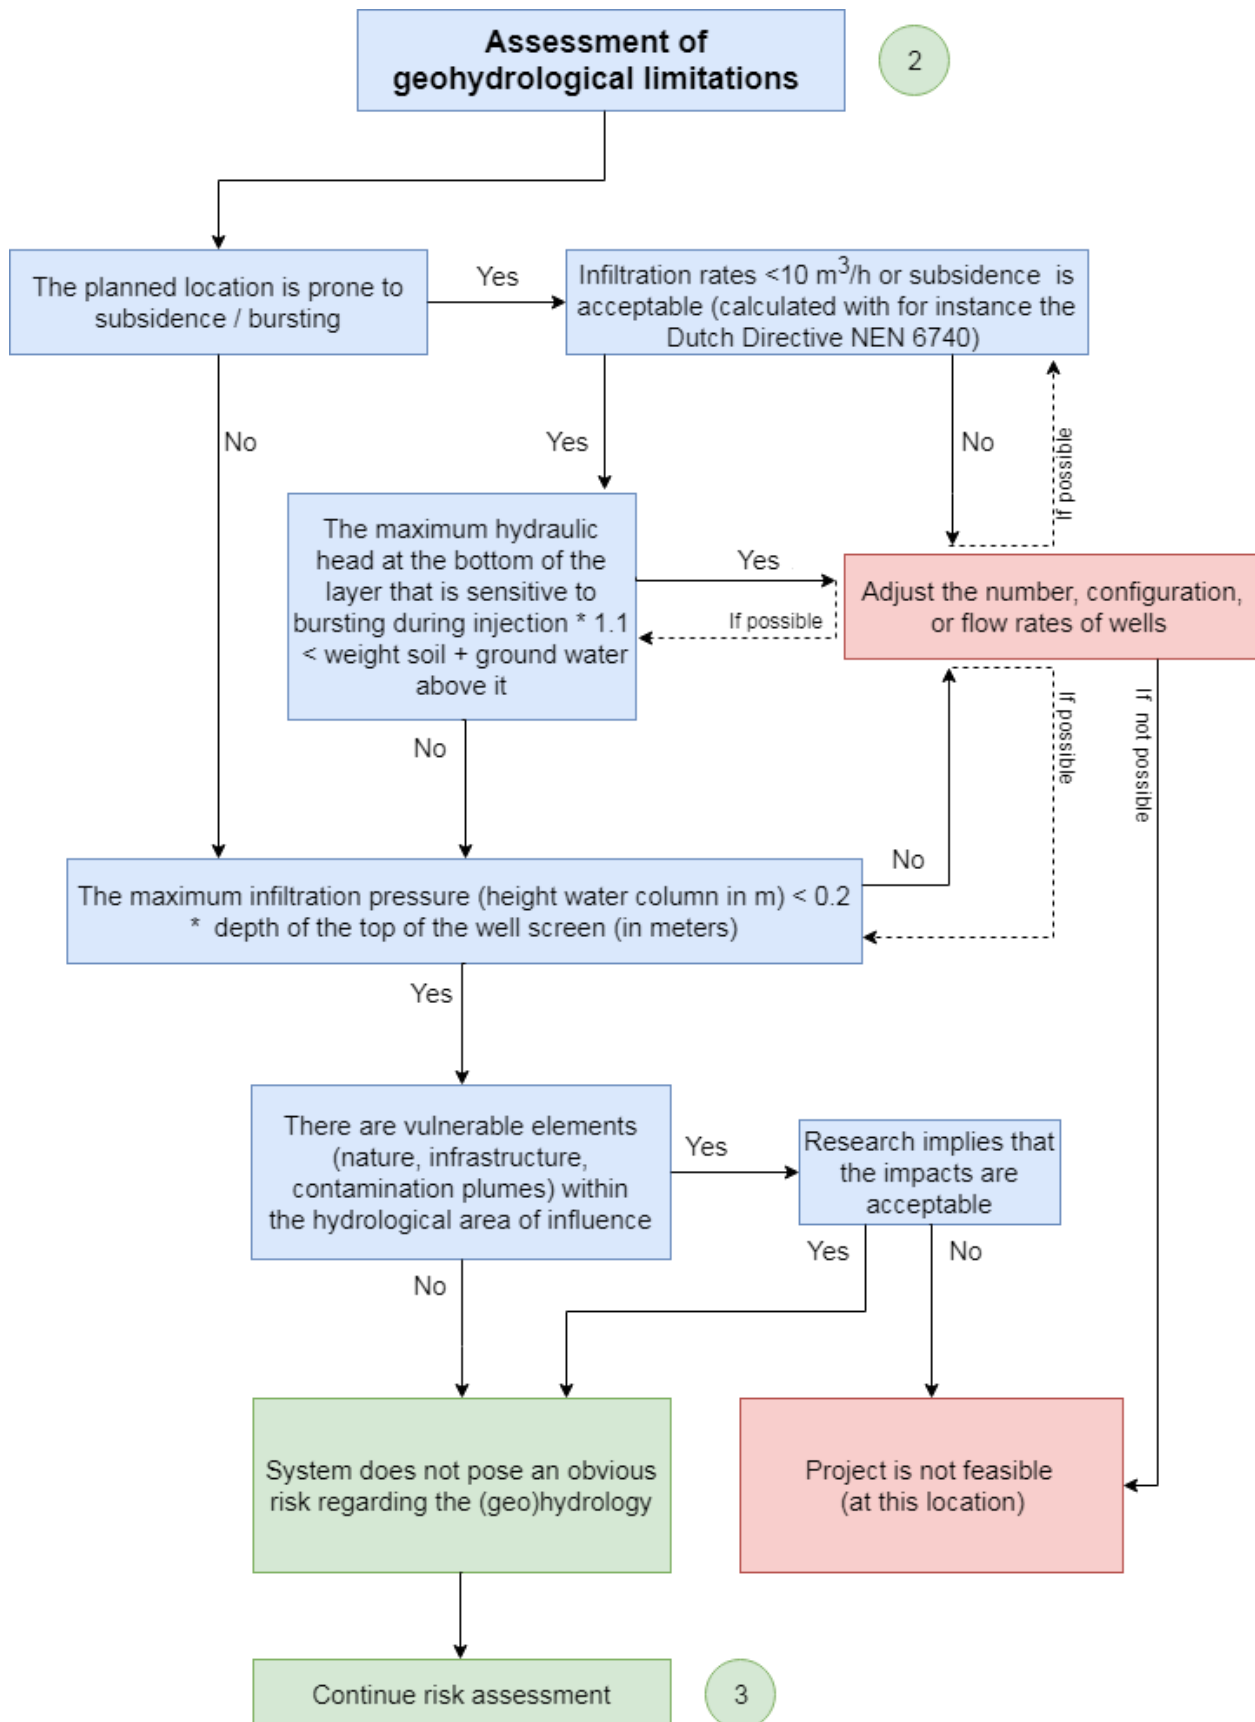 Assessment of
geohydrological limitations
2
The planned location is prone to
subsidence / bursting
Yes
Infiltration rates <10 m³/h or subsidence is
acceptable (calculated with for instance the
Dutch Directive NEN 6740)
No
Yes
No
If possible
The maximum hydraulic
head at the bottom of the
layer that is sensitive to
bursting during injection * 1.1
< weight soil + ground water
above it
Yes
If possible
Adjust the number, configuration,
or flow rates of wells
No
If possible
If not possible
The maximum infiltration pressure (height water column in m) < 0.2
* depth of the top of the well screen (in meters)
No
Yes
There are vulnerable elements
(nature, infrastructure,
contamination plumes) within
the hydrological area of influence
Yes
Research implies that
the impacts are
acceptable
No
Yes
No
System does not pose an obvious
risk regarding the (geo)hydrology
Project is not feasible
(at this location)
Continue risk assessment
3